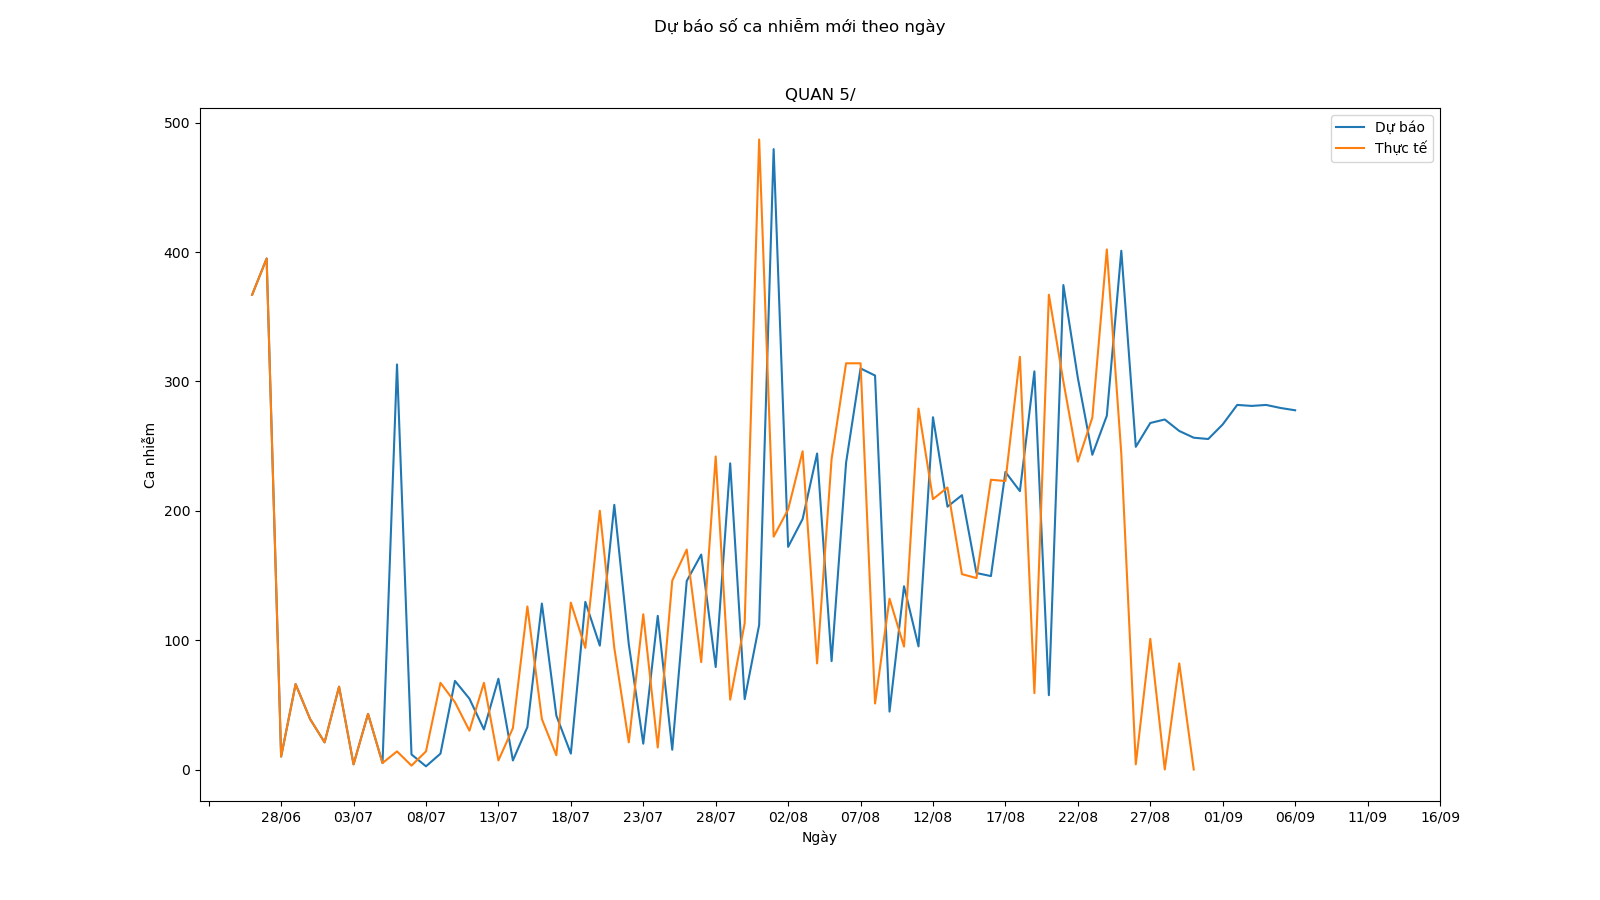 Dự báo số ca nhiễm mới theo ngày
QUAN 5/
500
400
300
200
100
0
Ca nhiễm
Dự báo
Thực tế
28/06 03/07 08/07 13/07 18/07 23/07 28/07 02/08 07/08 12/08 17/08 22/08 27/08 01/09 06/09 11/09 16/09
Ngày